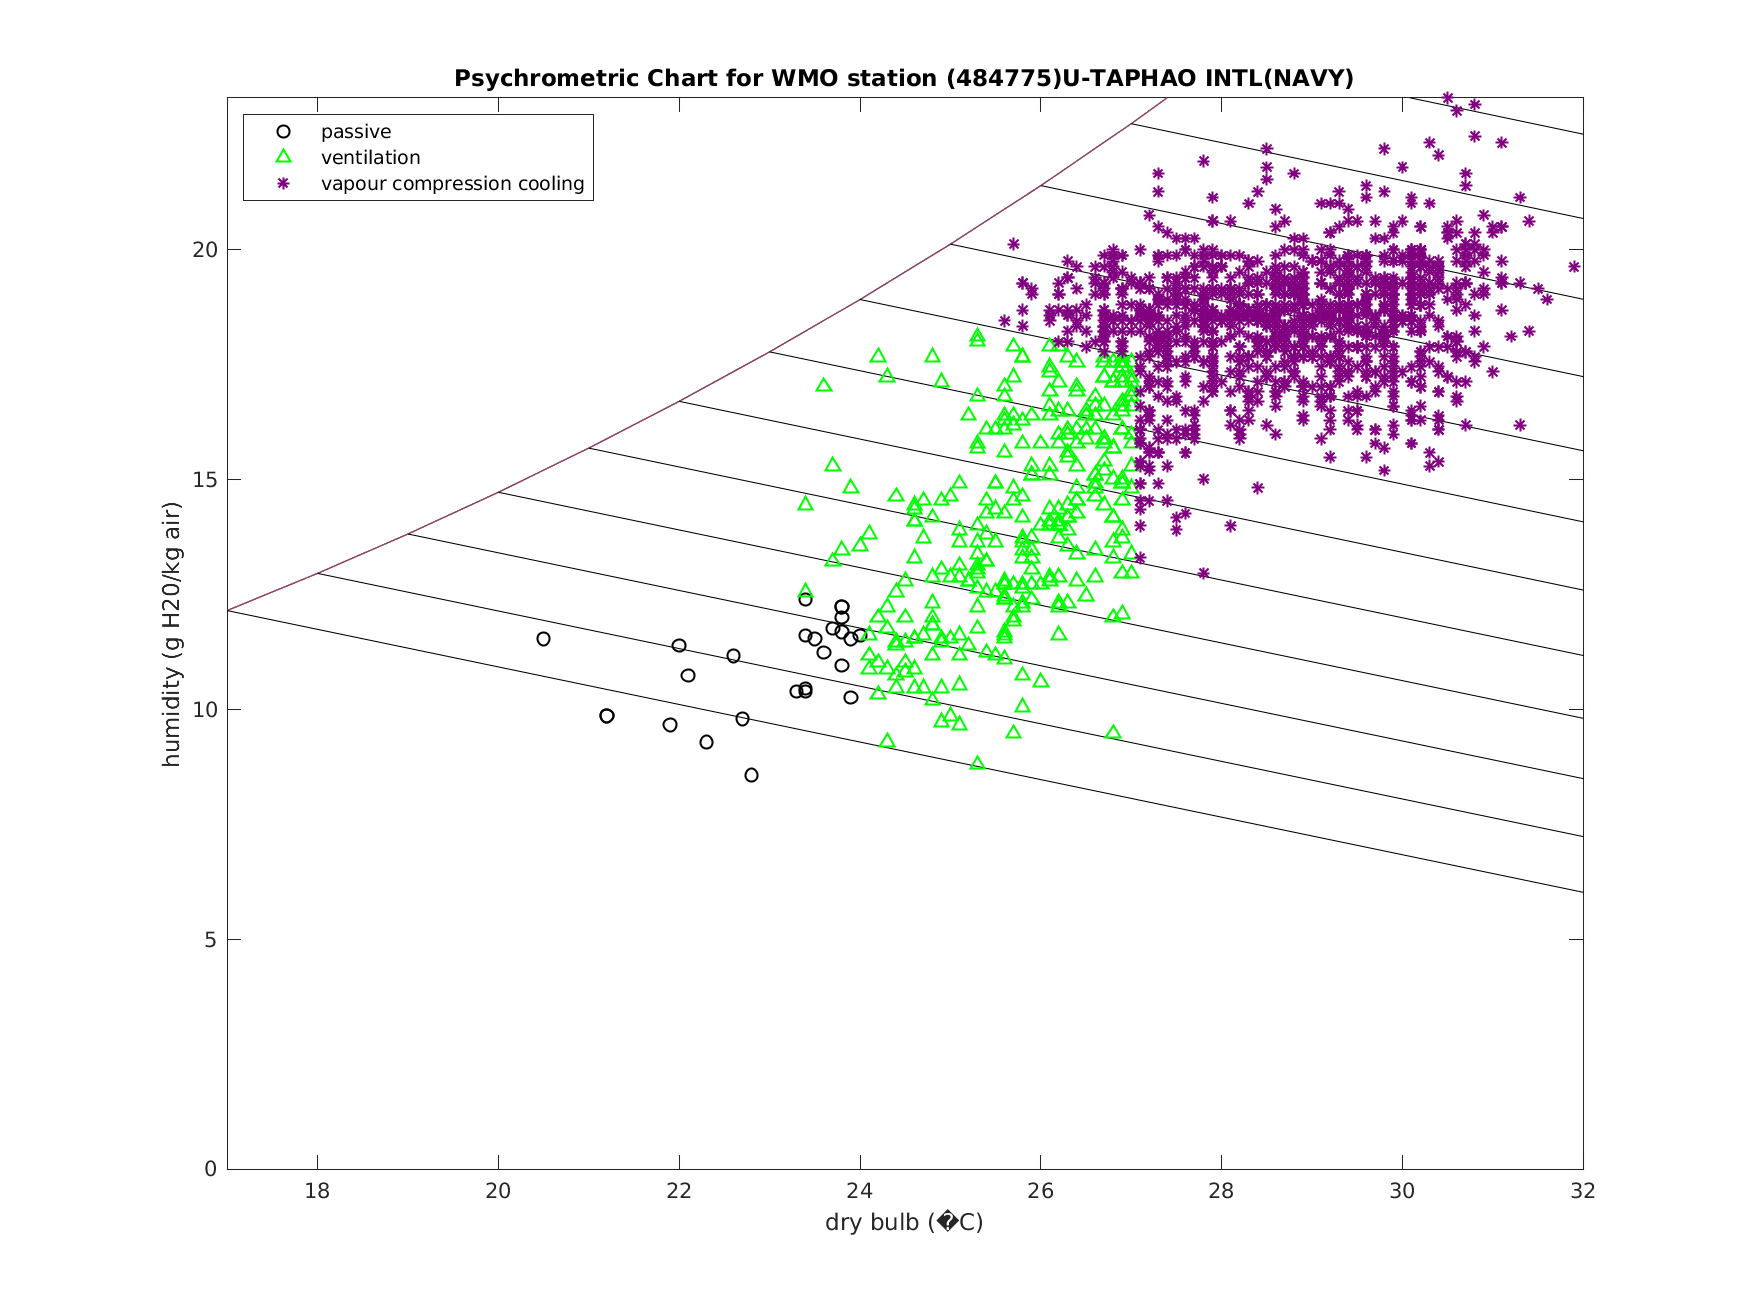 Psychrometric Chart for WMO station (484775)U-TAPHAO INTL(NAVY)
passive
ventilation
vapour compression cooling
humidity (g H20/kg air)
20
15
10
5
0
18 20 22 24 26 28 30 32
dry bulb (�C)